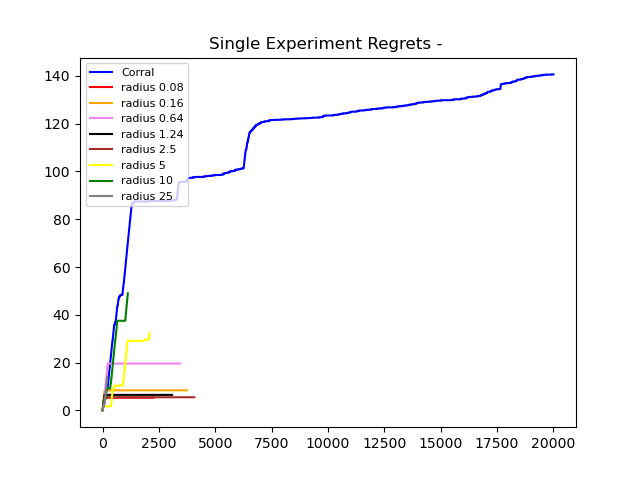 Single Experiment Regrets -
140
120
100
80
60
40
20
0
Corral
radius 0.08
radius 0.16
radius 0.64
radius 1.24
radius 2.5
radius 5
radius 10
radius 25
0 2500 5000 7500 10000 12500 15000 17500 20000